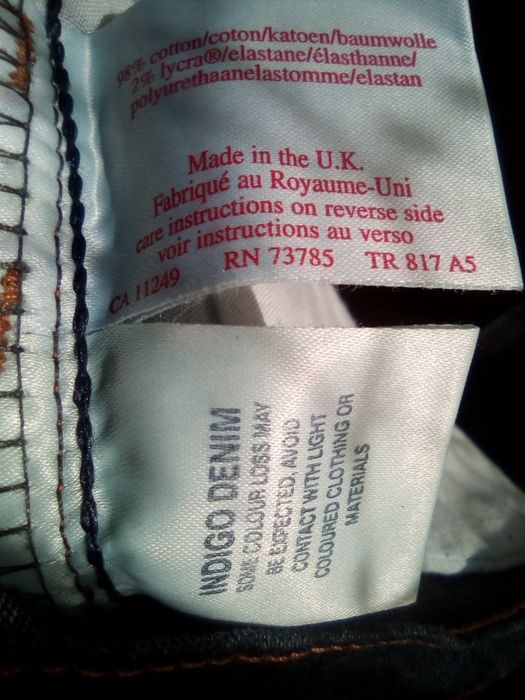 98% cotton/coton/katoen/baumwolle
2% lycra®/elastane/élasthanne/
polyurethaanelastomme/elastan
Made in the U.K.
Fabriqué au Royaume-Uni
care instructions on reverse side
voir instructions au verso
CA 11249 RN 73785 TR 817 A5
INDIGO DENIM
SOME COLOUR LOSS MAY
BE EXPECTED, AVOID
CONTACT WITH LIGHT
COLOURED CLOTHING OR
MATERIALS